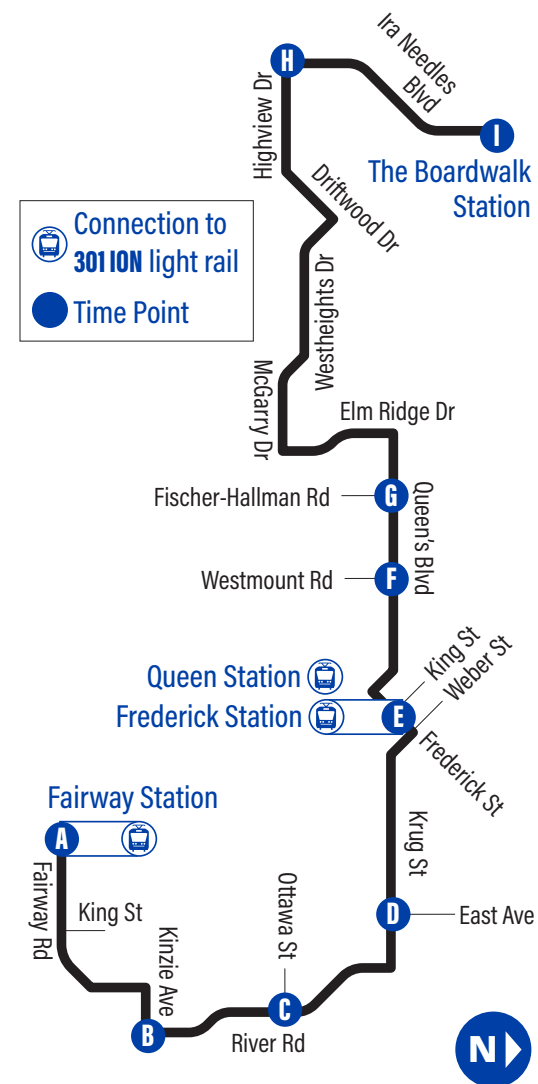 H
Ira Needles
Blvd
I
The Boardwalk
Station
Highview Dr
Driftwood Dr
Connection to
301 ION light rail
Time Point
Westheights Dr
McGarry Dr
Elm Ridge Dr
Fischer-Hallman Rd
G
Queen's Blvd
Westmount Rd
F
Queen Station
King St
Weber St
Frederick Station
E
Frederick St
Fairway Station
A
Krug St
Fairway Rd
King St
Kinzie Ave
Ottawa St
D
East Ave
C
B
River Rd
N